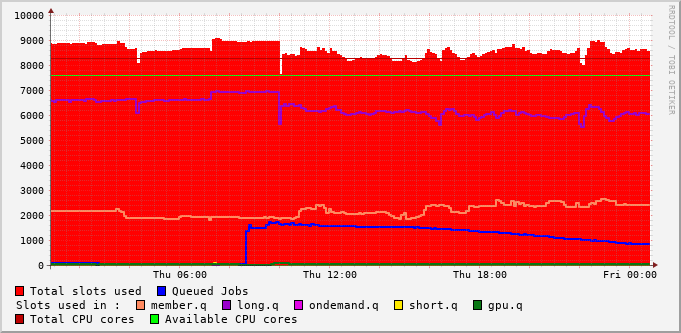 10000
9000
8000
7000
6000
5000
4000
3000
2000
1000
0
Thu 06:00 Thu 12:00 Thu 18:00 Fri 00:00
RRDTOOL / TOBI OETIKER
Total slots used Queued Jobs
Slots used in : member.q long.q ondemand.q short.q gpu.q
Total CPU cores Available CPU cores